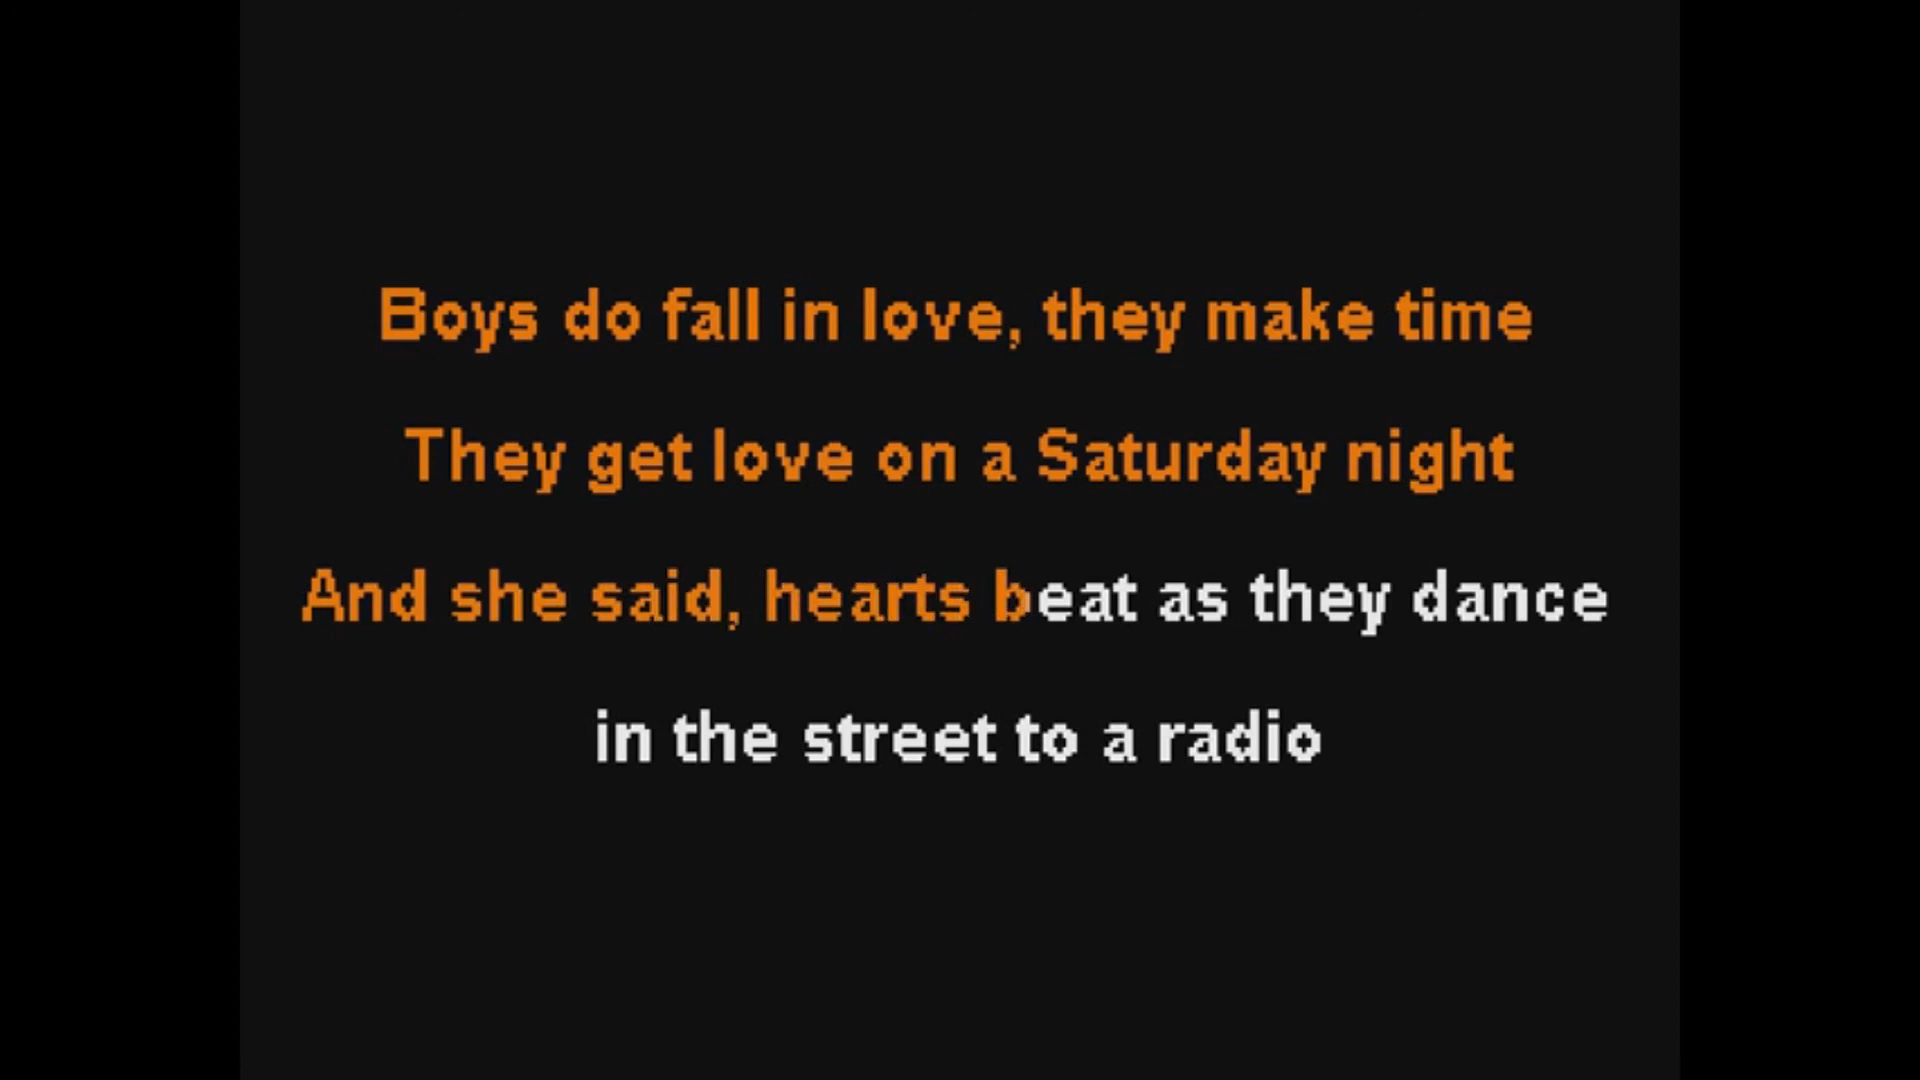 Boys do fall in love, they make time
They get love on a Saturday night
And she said, hearts beat as they dance
in the street to a radio